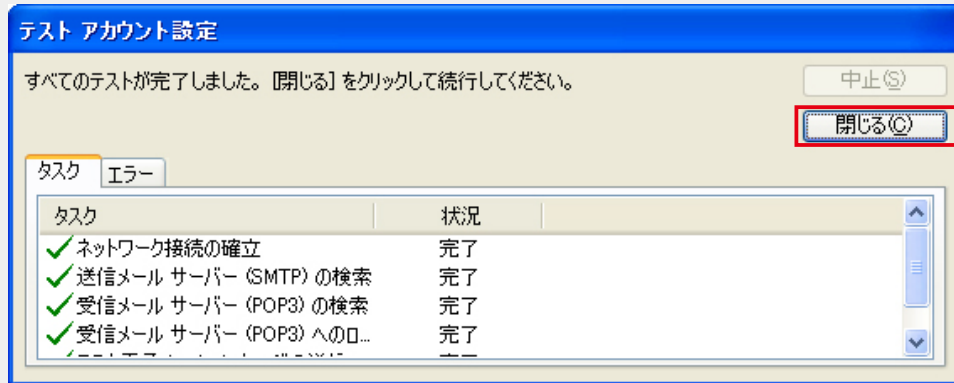 テスト アカウント設定
すべてのテストが完了しました。[閉じる] をクリックして続行してください。
中止(S)
閉じる(C)
タスク エラー
タスク 状況
ネットワーク接続の確立 完了
送信メール サーバー (SMTP) の検索 完了
受信メール サーバー (POP3) の検索 完了
受信メール サーバー (POP3) へのロ... 完了